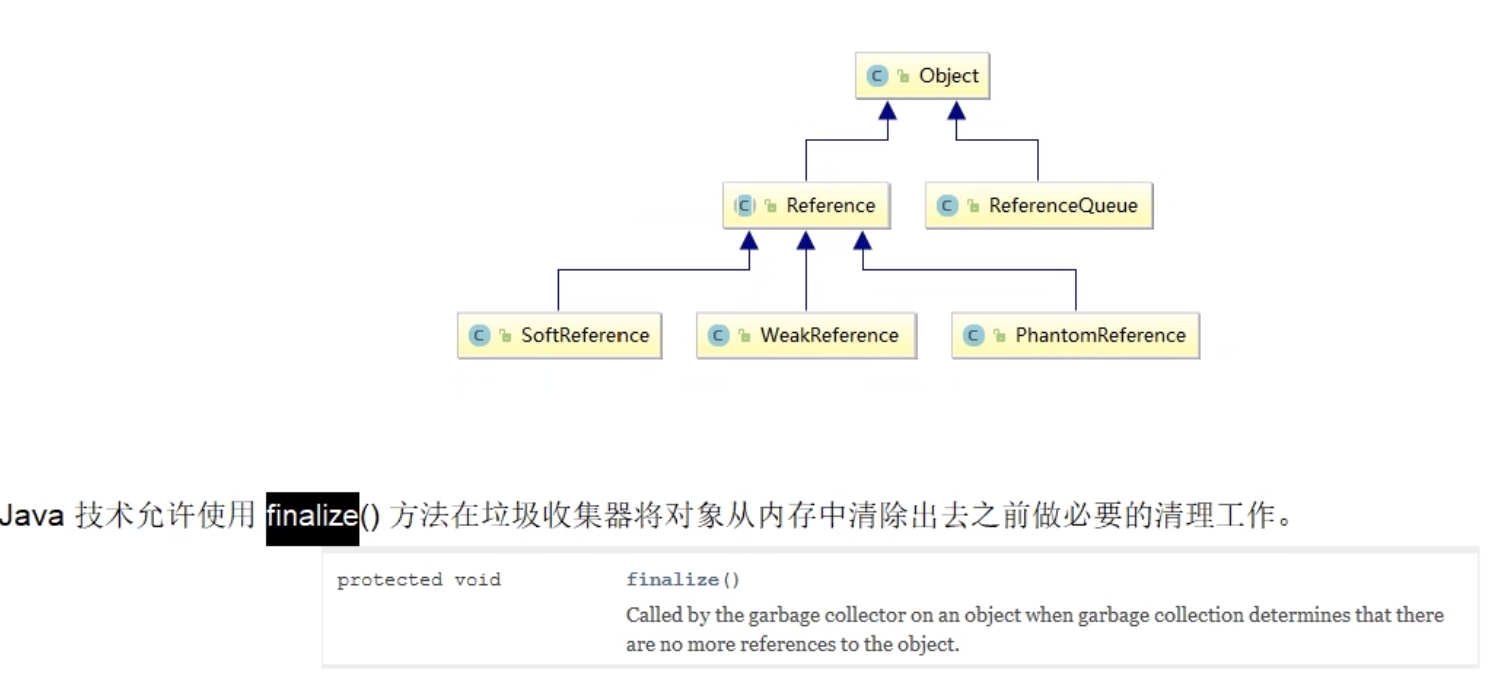 C Object
C Reference
C ReferenceQueue
C SoftReference
C WeakReference
C PhantomReference
Java 技术允许使用 finalize() 方法在垃圾收集器将对象从内存中清除出去之前做必要的清理工作。
protected void finalize()
Called by the garbage collector on an object when garbage collection determines that there
are no more references to the object.